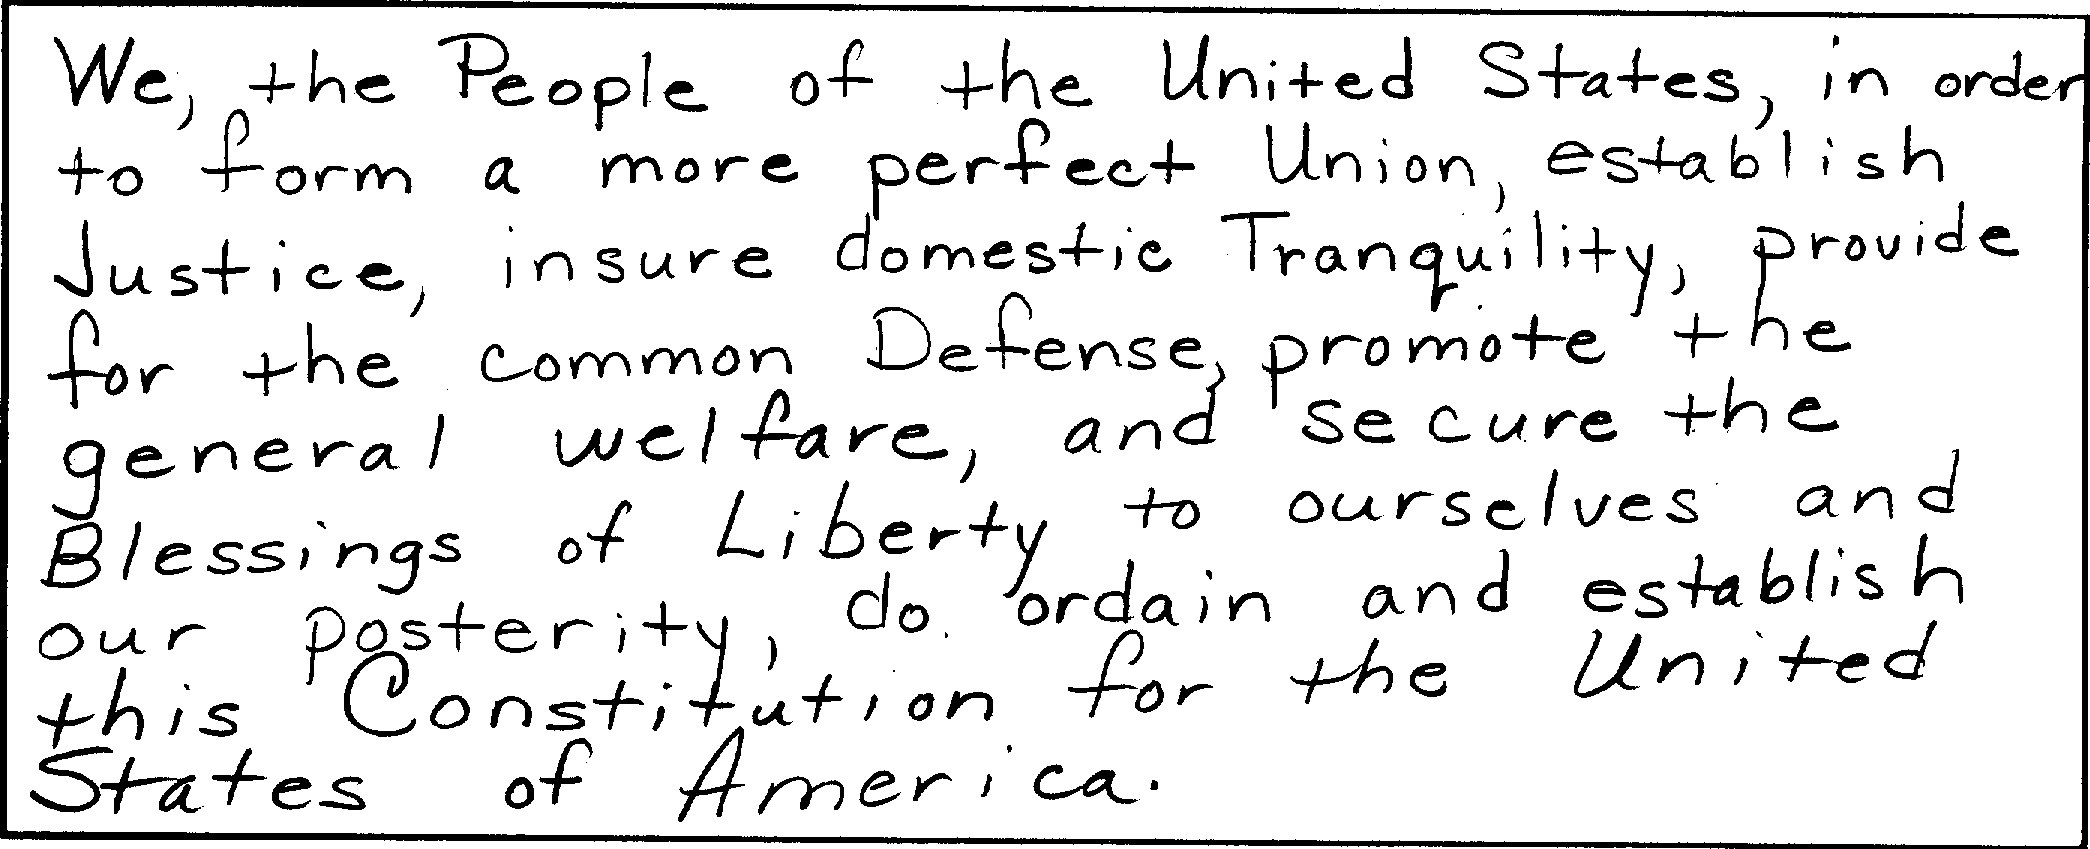 We, the People of the United States, in order
to form a more perfect Union, establish
Justice, insure domestic Tranquility, provide
for the common Defense, promote the
general welfare, and secure the
Blessings of Liberty to ourselves and
our posterity, do ordain and establish
this Constitution for the United
States of America.